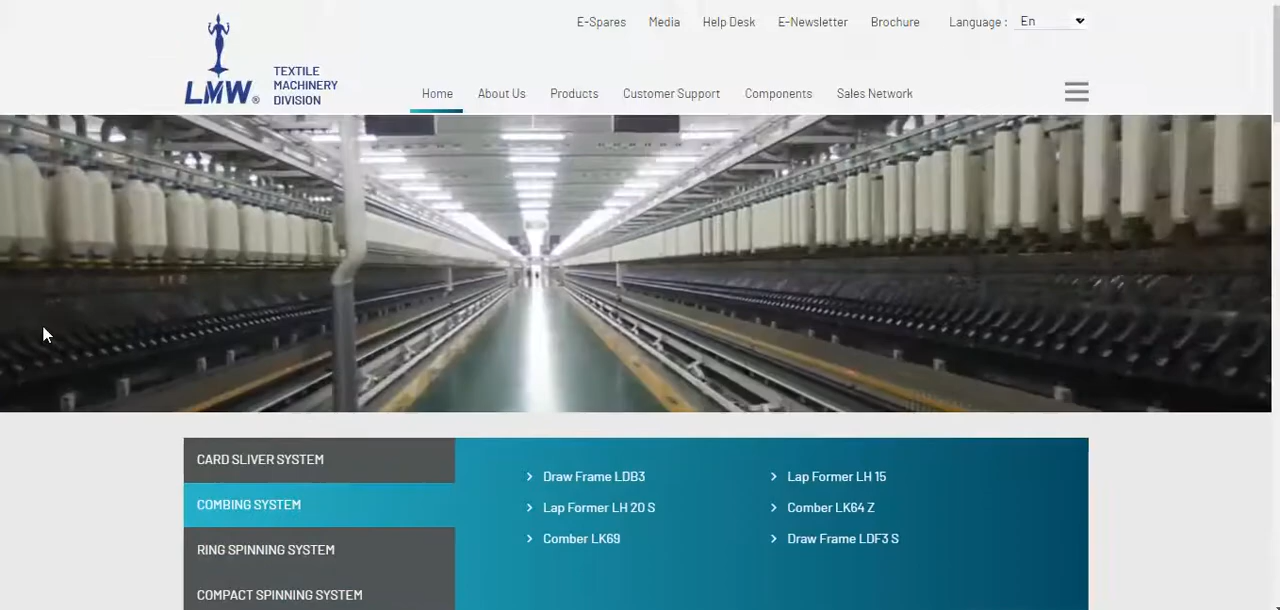 E-Spares Media Help Desk E-Newsletter Brochure Language : En
LMW®
TEXTILE
MACHINERY
DIVISION
Home About Us Products Customer Support Components Sales Network
CARD SLIVER SYSTEM
COMBING SYSTEM
RING SPINNING SYSTEM
COMPACT SPINNING SYSTEM
Draw Frame LDB3 Lap Former LH 15
Lap Former LH 20 S Comber LK64 Z
Comber LK69 Draw Frame LDF3 S